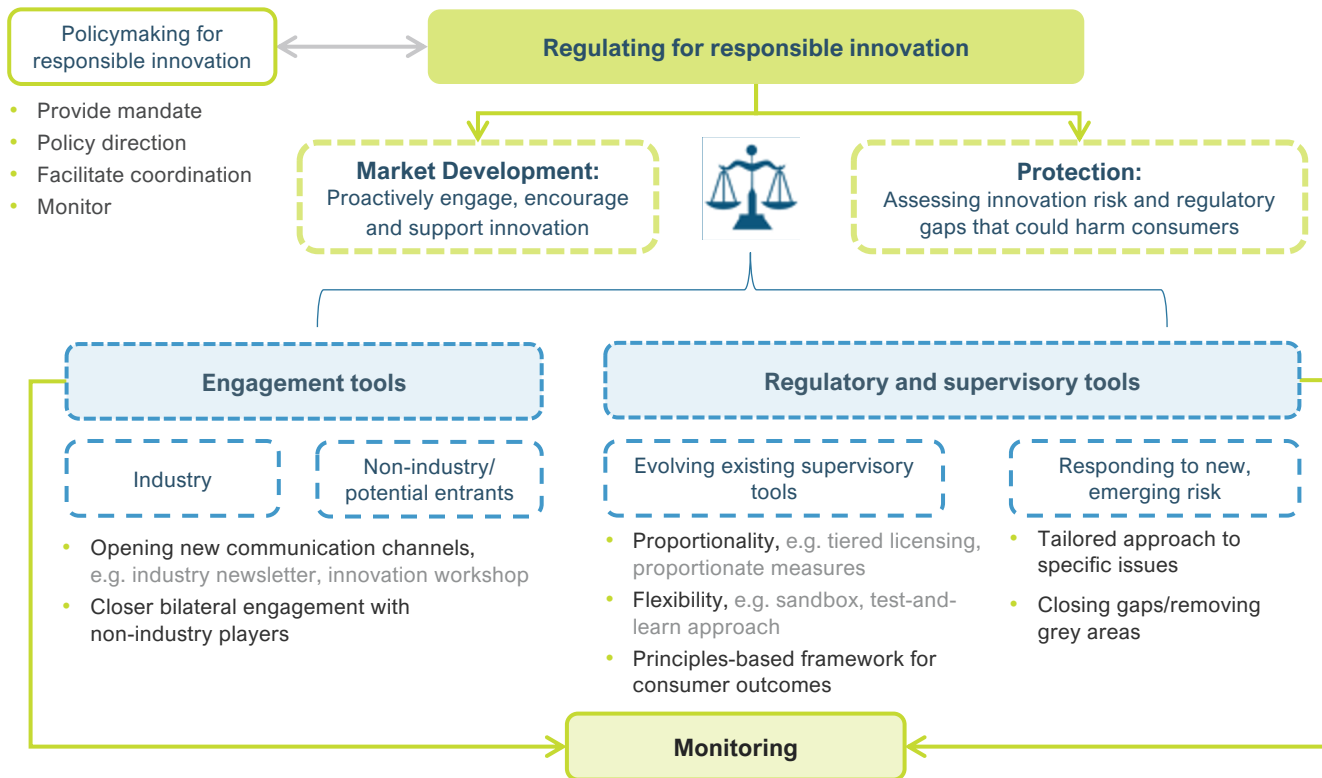 Policymaking for
responsible innovation
Regulating for responsible innovation
• Provide mandate
• Policy direction
• Facilitate coordination
• Monitor
Market Development:
Proactively engage, encourage
and support innovation
Protection:
Assessing innovation risk and regulatory
gaps that could harm consumers
Engagement tools
Regulatory and supervisory tools
Industry
Non-industry/
potential entrants
Evolving existing supervisory
tools
Responding to new,
emerging risk
• Opening new communication channels,
e.g. industry newsletter, innovation workshop
• Closer bilateral engagement with
non-industry players
• Proportionality, e.g. tiered licensing,
proportionate measures
• Flexibility, e.g. sandbox, test-and-
learn approach
• Principles-based framework for
consumer outcomes
• Tailored approach to
specific issues
• Closing gaps/removing
grey areas
Monitoring